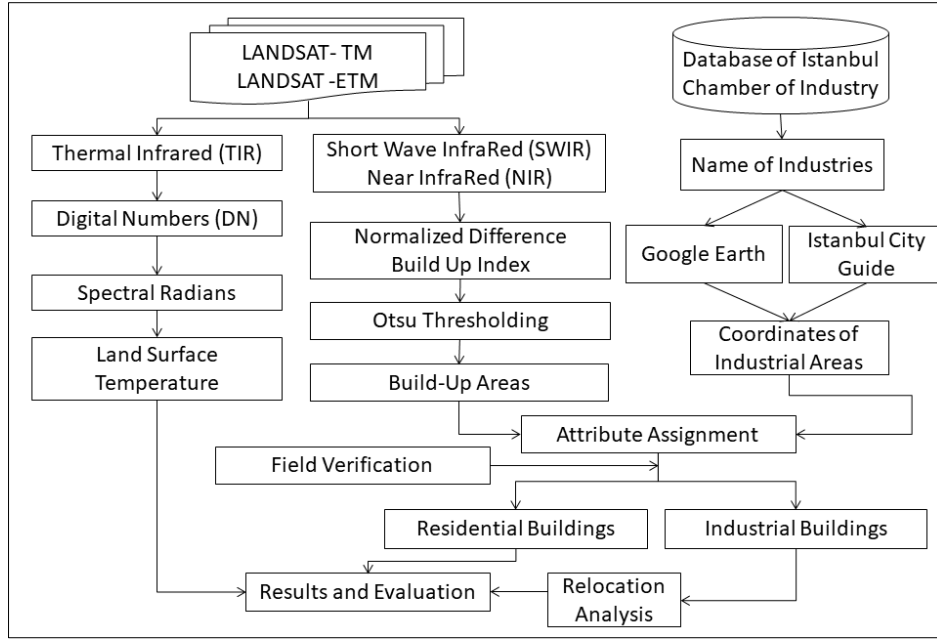 LANDSAT- TM
LANDSAT -ETM
Database of Istanbul
Chamber of Industry
Thermal Infrared (TIR)
Short Wave InfraRed (SWIR)
Near InfraRed (NIR)
Name of Industries
Digital Numbers (DN)
Normalized Difference
Build Up Index
Google Earth
Istanbul City
Guide
Spectral Radians
Otsu Thresholding
Coordinates of
Industrial Areas
Land Surface
Temperature
Build-Up Areas
Attribute Assignment
Field Verification
Residential Buildings
Industrial Buildings
Results and Evaluation
Relocation
Analysis